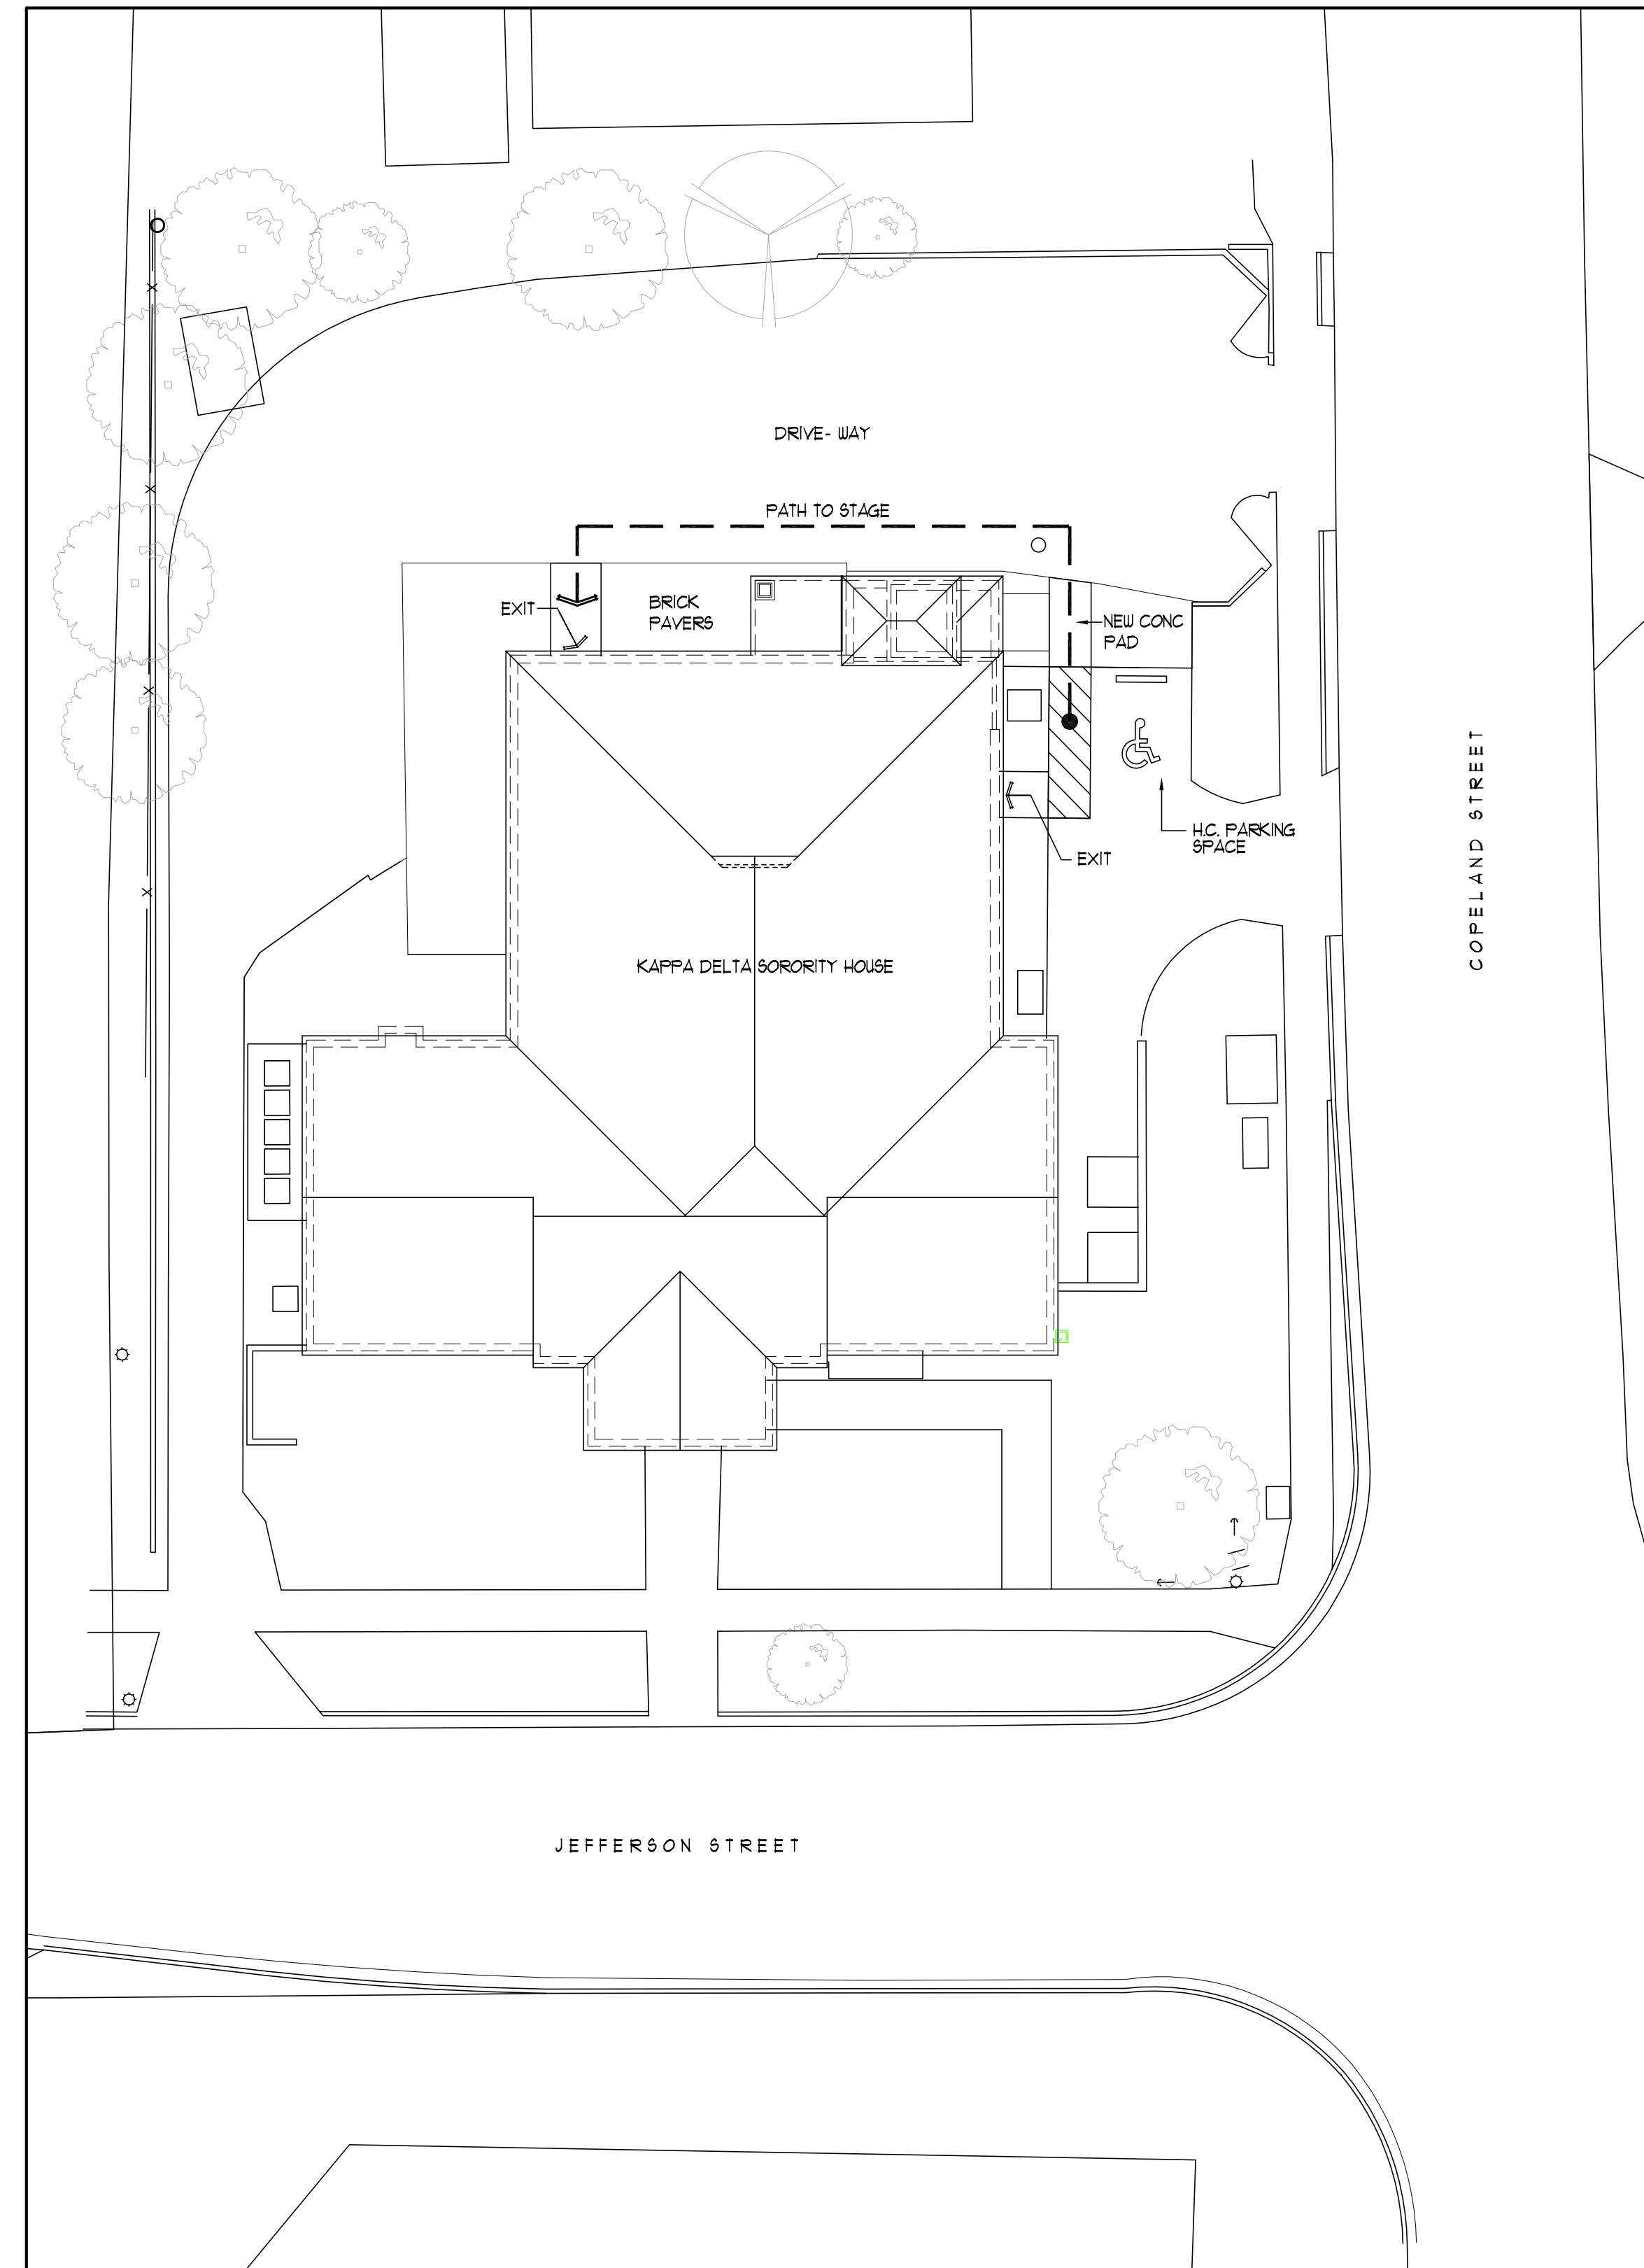 DRIVE- WAY
PATH TO STAGE
EXIT
BRICK
PAVERS
NEW CONC
PAD
H.C. PARKING
SPACE
EXIT
COPELAND STREET
KAPPA DELTA SORORITY HOUSE
JEFFERSON STREET